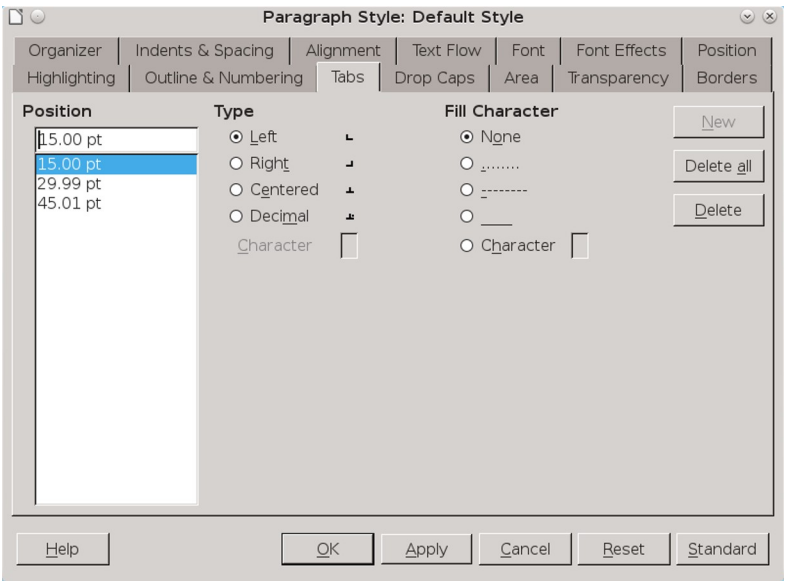 Paragraph Style: Default Style
Organizer Indents & Spacing Alignment Text Flow Font Font Effects Position
Highlighting Outline & Numbering Tabs Drop Caps Area Transparency Borders
Position Type Fill Character
15.00 pt Left None New
15.00 pt Right ........ Delete all
29.99 pt Centered --------
45.01 pt Decimal ____ Delete
Character Character
Help OK Apply Cancel Reset Standard